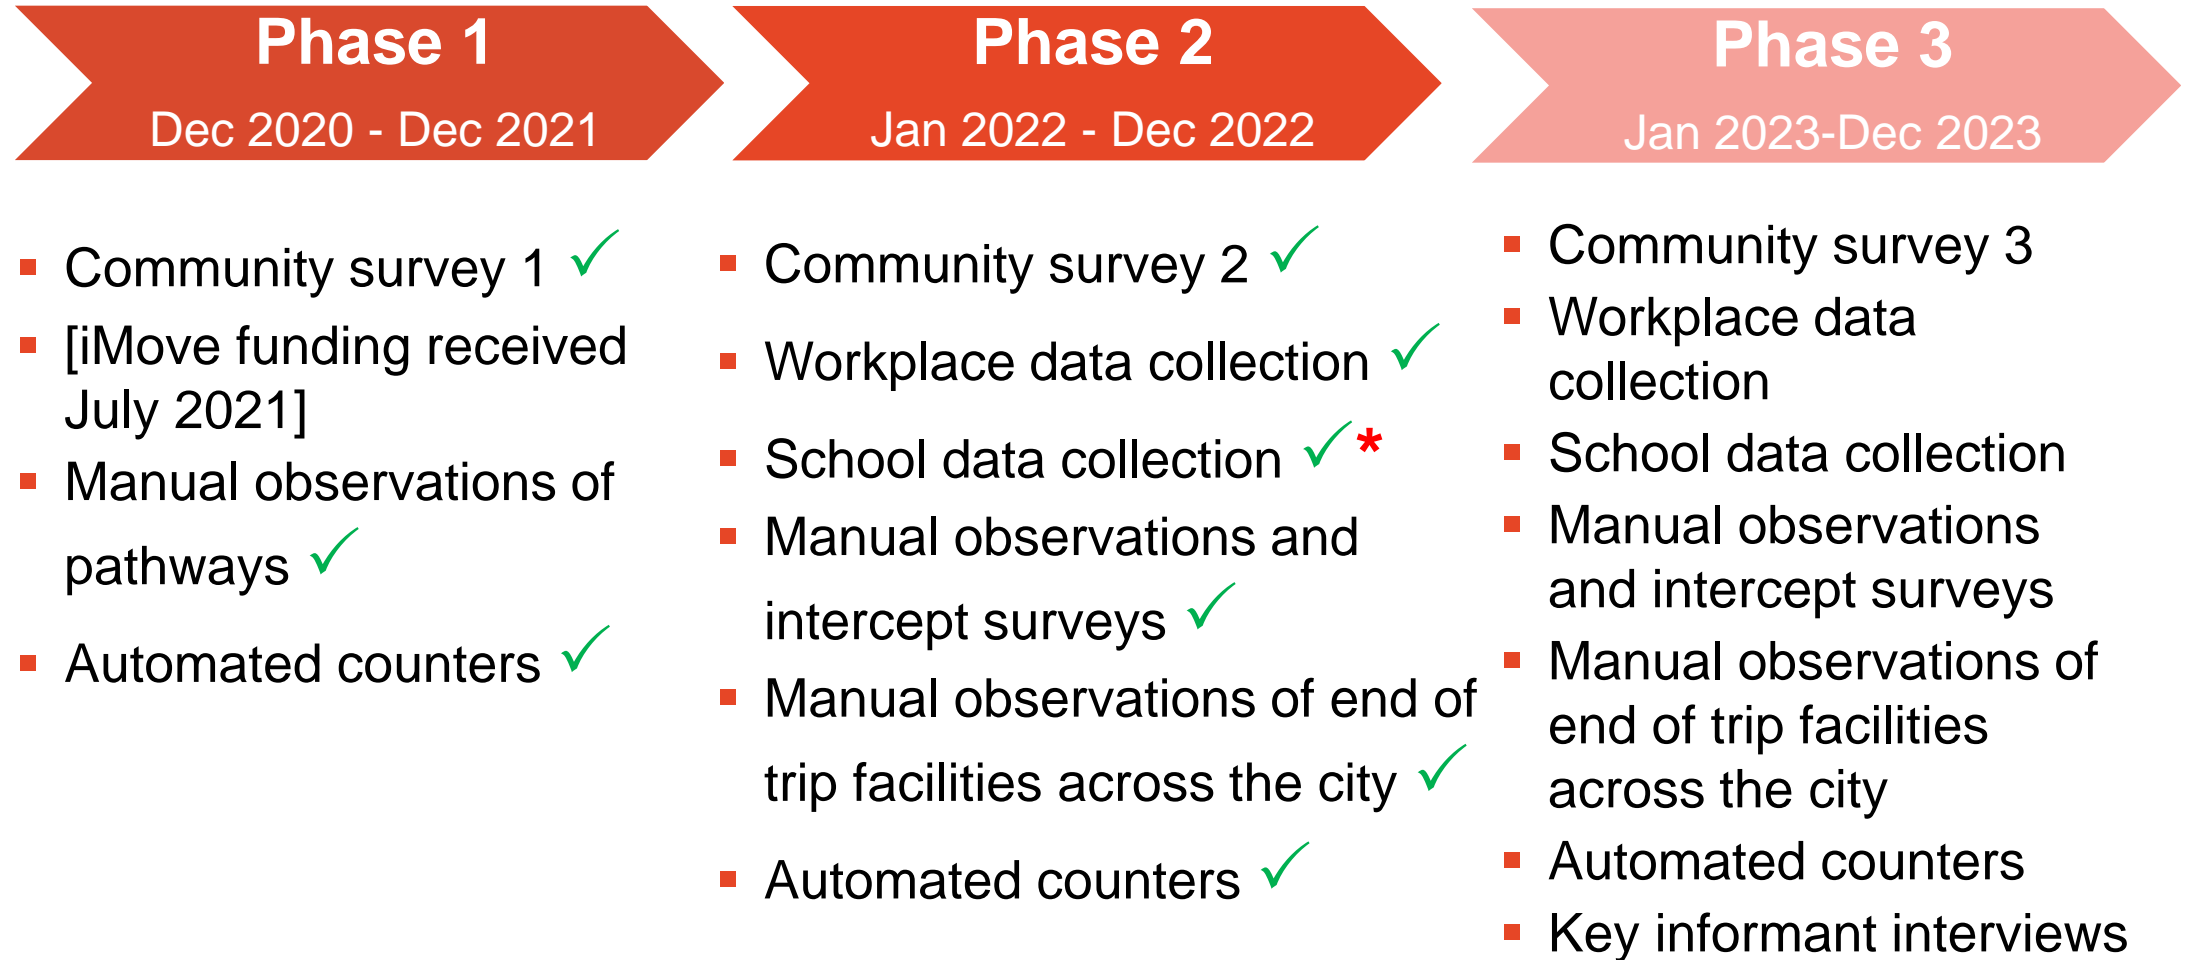 Phase 1
Dec 2020 - Dec 2021
▪ Community survey 1 ✓
▪ [iMove funding received
July 2021]
▪ Manual observations of
pathways ✓
▪ Automated counters ✓
Phase 2
Jan 2022 - Dec 2022
▪ Community survey 2 ✓
▪ Workplace data collection ✓
▪ School data collection ✓*
▪ Manual observations and
intercept surveys ✓
▪ Manual observations of end of
trip facilities across the city ✓
▪ Automated counters ✓
Phase 3
Jan 2023-Dec 2023
▪ Community survey 3
▪ Workplace data
collection
▪ School data collection
▪ Manual observations
and intercept surveys
▪ Manual observations of
end of trip facilities
across the city
▪ Automated counters
▪ Key informant interviews